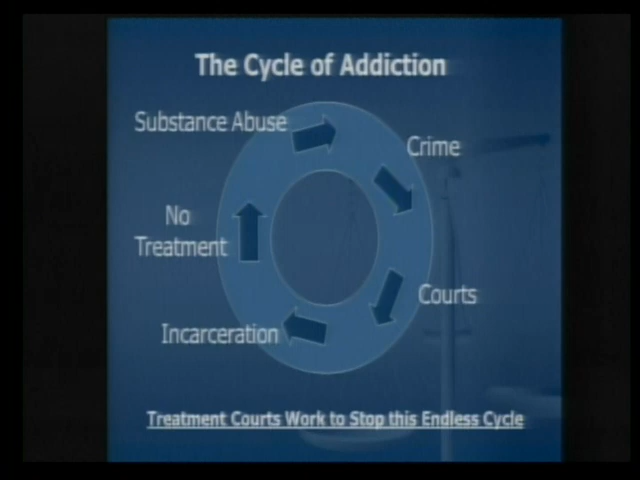 The Cycle of Addiction
Substance Abuse
Crime
No
Treatment
Courts
Incarceration
Treatment Courts Work to Stop this Endless Cycle